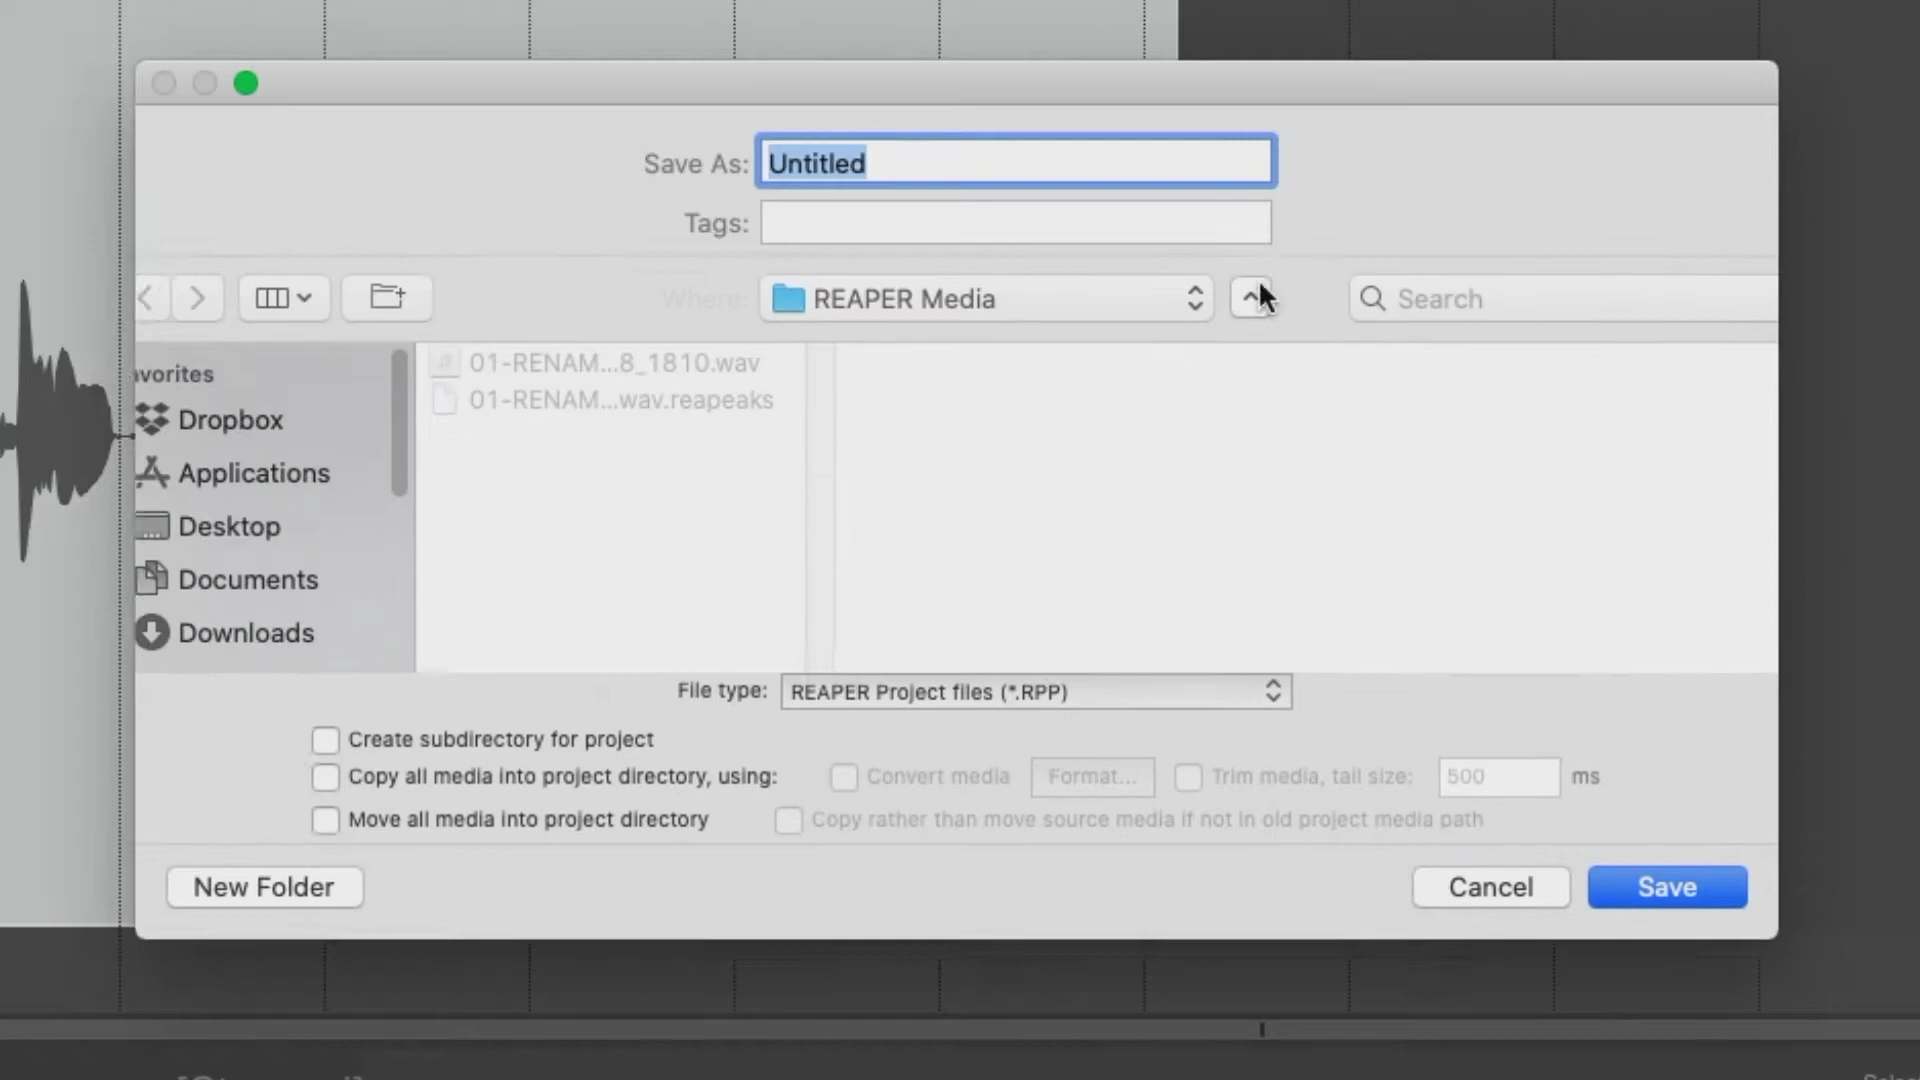 Save As: Untitled
Tags:
Where: REAPER Media
Search
avorites
Dropbox
Applications
Desktop
Documents
Downloads
01-RENAM...8_1810.wav
01-RENAM...wav.reapeaks
File type: REAPER Project files (*.RPP)
Create subdirectory for project
Copy all media into project directory, using: Convert media Format... Trim media, tail size: 500 ms
Move all media into project directory Copy rather than move source media if not in old project media path
New Folder Cancel Save